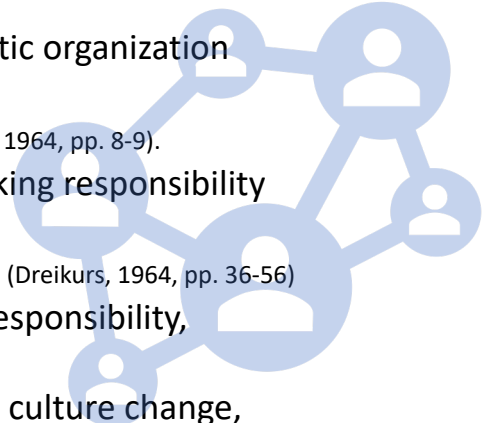 tic organization
1964, pp. 8-9).
king responsibility
(Dreikurs, 1964, pp. 36-56)
esponsibility,
culture change,